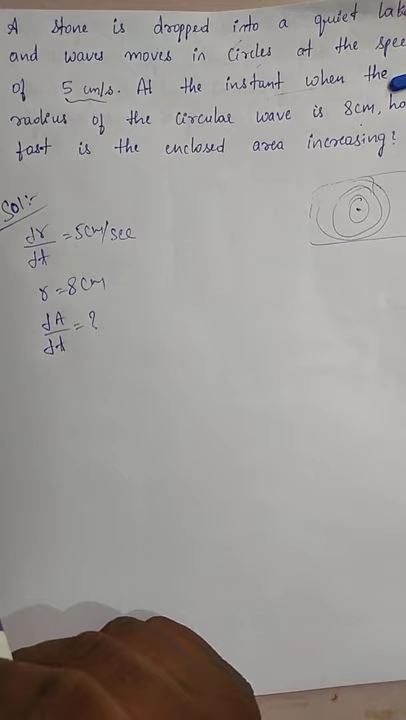 A stone is dropped into a quiet lake
and waves moves in circles at the spee
of 5 cm/s. At the instant when the
radius of the circular wave is 8cm, ho
fast is the enclosed area increasing?
Sol:-
dr/dt = 5cm/sec
r = 8cm
dA/dt = ?